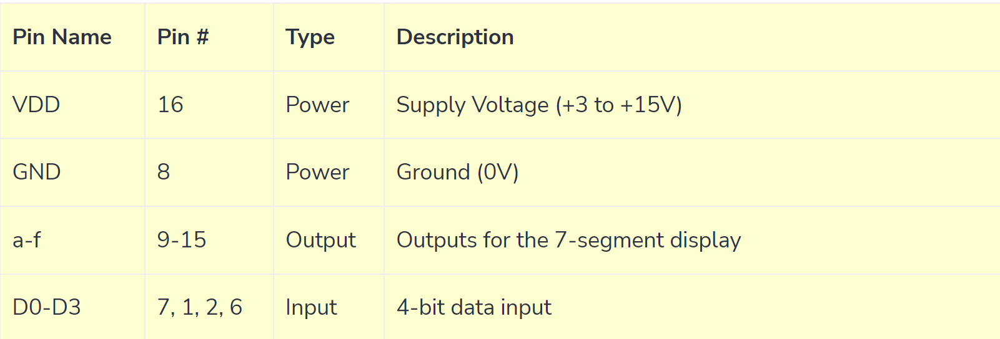 Pin Name Pin # Type Description
VDD 16 Power Supply Voltage (+3 to +15V)
GND 8 Power Ground (0V)
a-f 9-15 Output Outputs for the 7-segment display
D0-D3 7, 1, 2, 6 Input 4-bit data input